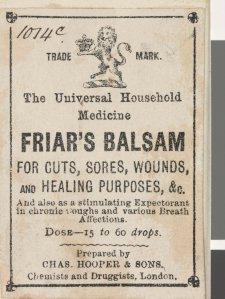 1014c.
TRADE MARK.
The Universal Household
Medicine
FRIAR'S BALSAM
FOR CUTS, SORES, WOUNDS,
AND HEALING PURPOSES, &c.
And also as a stimulating Expectorant
in chronic Coughs and various Breath
Affections.
DOSE—15 to 60 drops.
Prepared by
CHAS. HOOPER & SONS,
Chemists and Druggists, London.